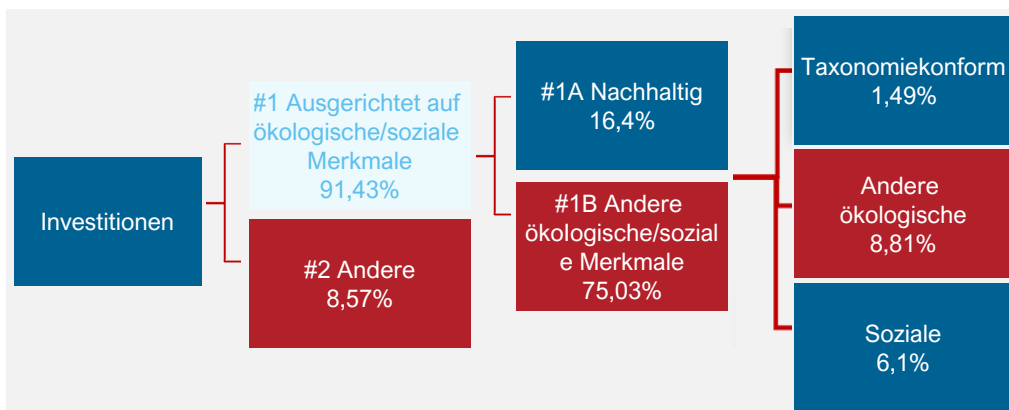 Investitionen
#1 Ausgerichtet auf
ökologische/soziale
Merkmale
91,43%
#2 Andere
8,57%
#1A Nachhaltig
16,4%
#1B Andere
ökologische/sozial
e Merkmale
75,03%
Taxonomiekonform
1,49%
Andere
ökologische
8,81%
Soziale
6,1%